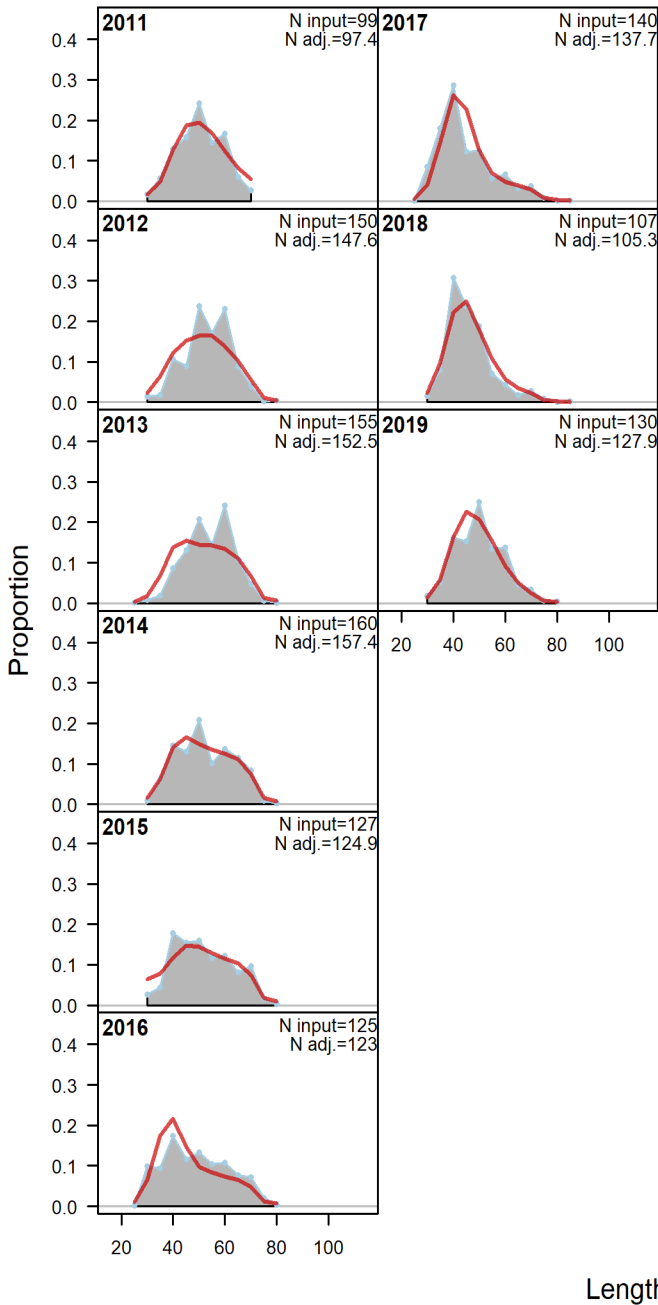 2011
N input=99
N adj.=97.4
0.4
0.3
0.2
0.1
0.0
2012
N input=150
N adj.=147.6
0.4
0.3
0.2
0.1
0.0
2013
N input=155
N adj.=152.5
0.4
0.3
0.2
0.1
0.0
2014
N input=160
N adj.=157.4
0.4
0.3
0.2
0.1
0.0
2015
N input=127
N adj.=124.9
0.4
0.3
0.2
0.1
0.0
2016
N input=125
N adj.=123
0.4
0.3
0.2
0.1
0.0
20 40 60 80 100
2017
N input=140
N adj.=137.7
2018
N input=107
N adj.=105.3
2019
N input=130
N adj.=127.9
20 40 60 80 100
Proportion
Length